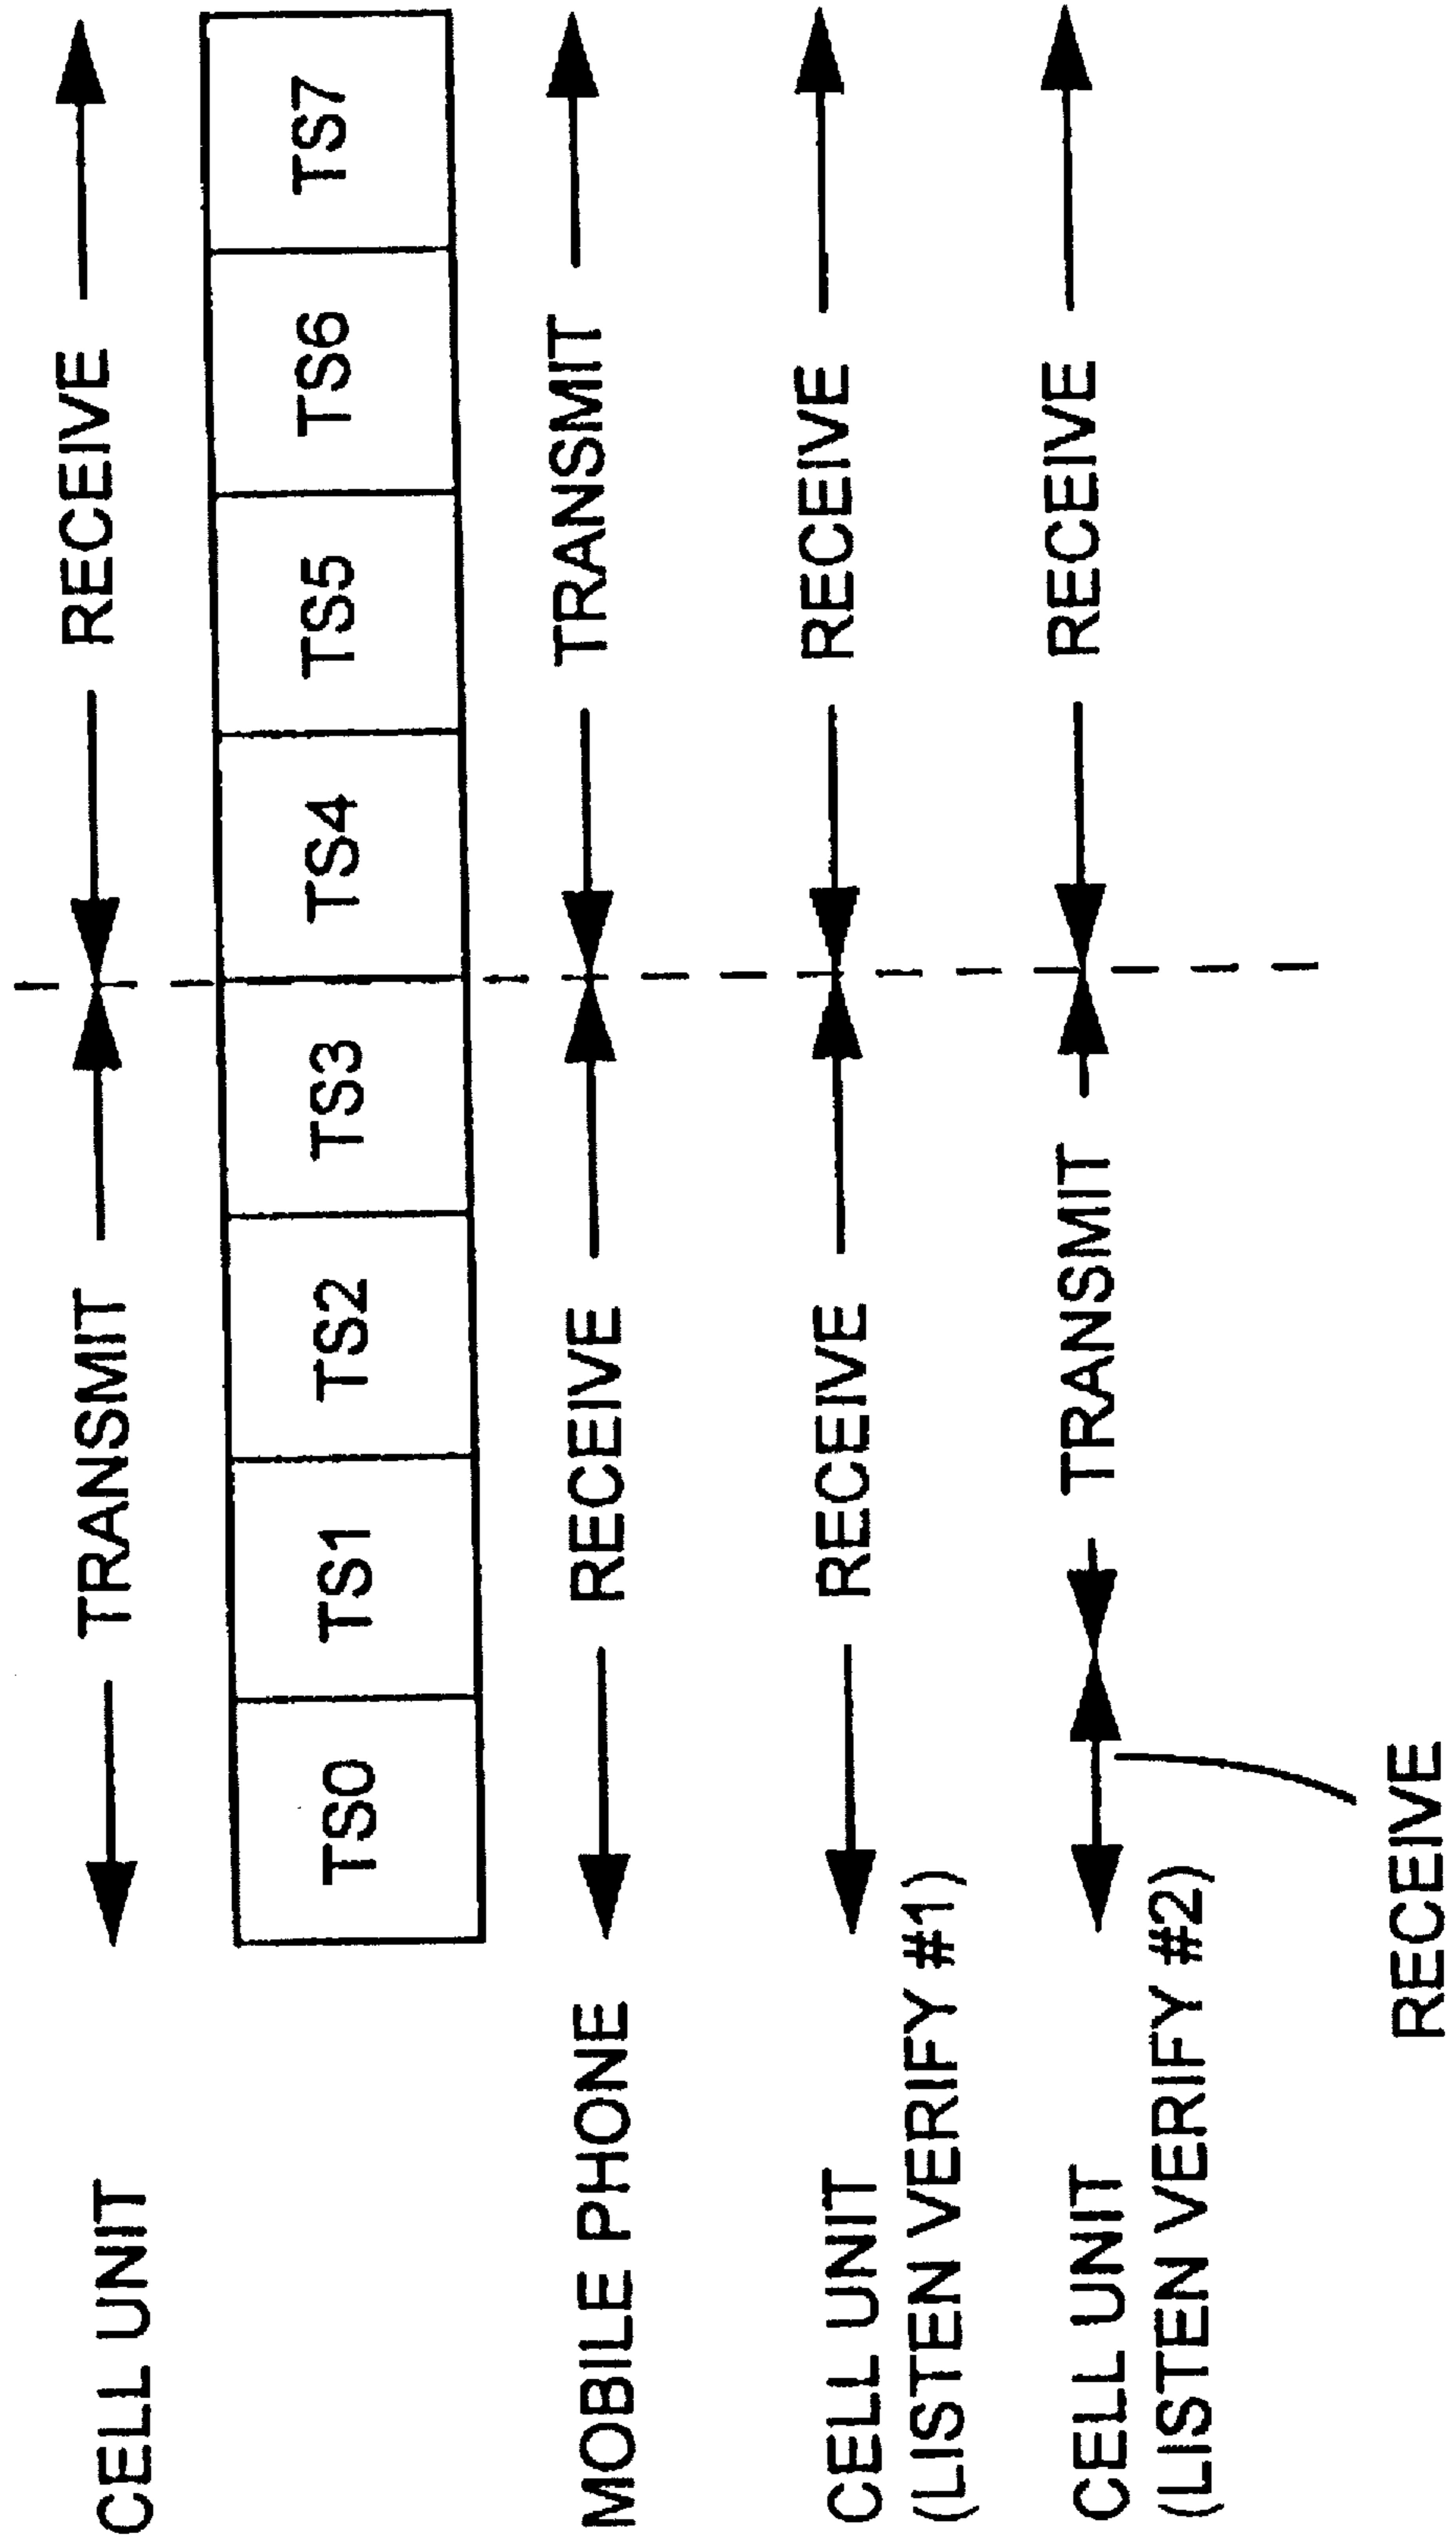 CELL UNIT
TRANSMIT
RECEIVE
TS0 TS1 TS2 TS3 TS4 TS5 TS6 TS7
MOBILE PHONE
RECEIVE
TRANSMIT
CELL UNIT
(LISTEN VERIFY #1)
RECEIVE
RECEIVE
CELL UNIT
(LISTEN VERIFY #2)
TRANSMIT
RECEIVE
RECEIVE